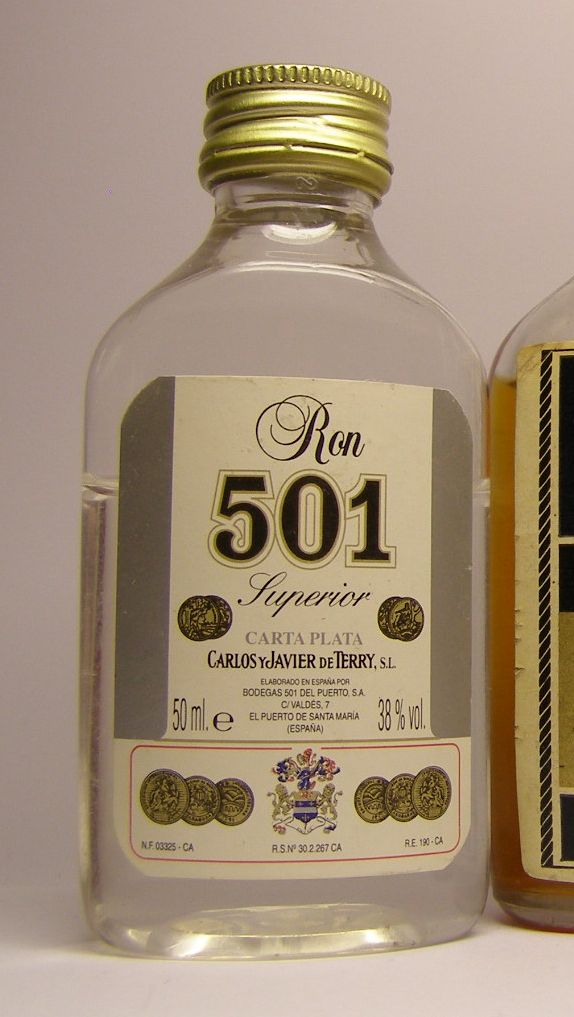 Ron
501
Superior
CARTA PLATA
CARLOS Y JAVIER DE TERRY, S.L.
ELABORADO EN ESPAÑA POR
BODEGAS 501 DEL PUERTO, S.A.
C/ VALDÉS, 7
EL PUERTO DE SANTA MARÍA
(ESPAÑA)
50 ml. e
38 % vol.
N.F. 03325 - CA
R.S.Nº 30.2.267 CA
R.E. 190 - CA